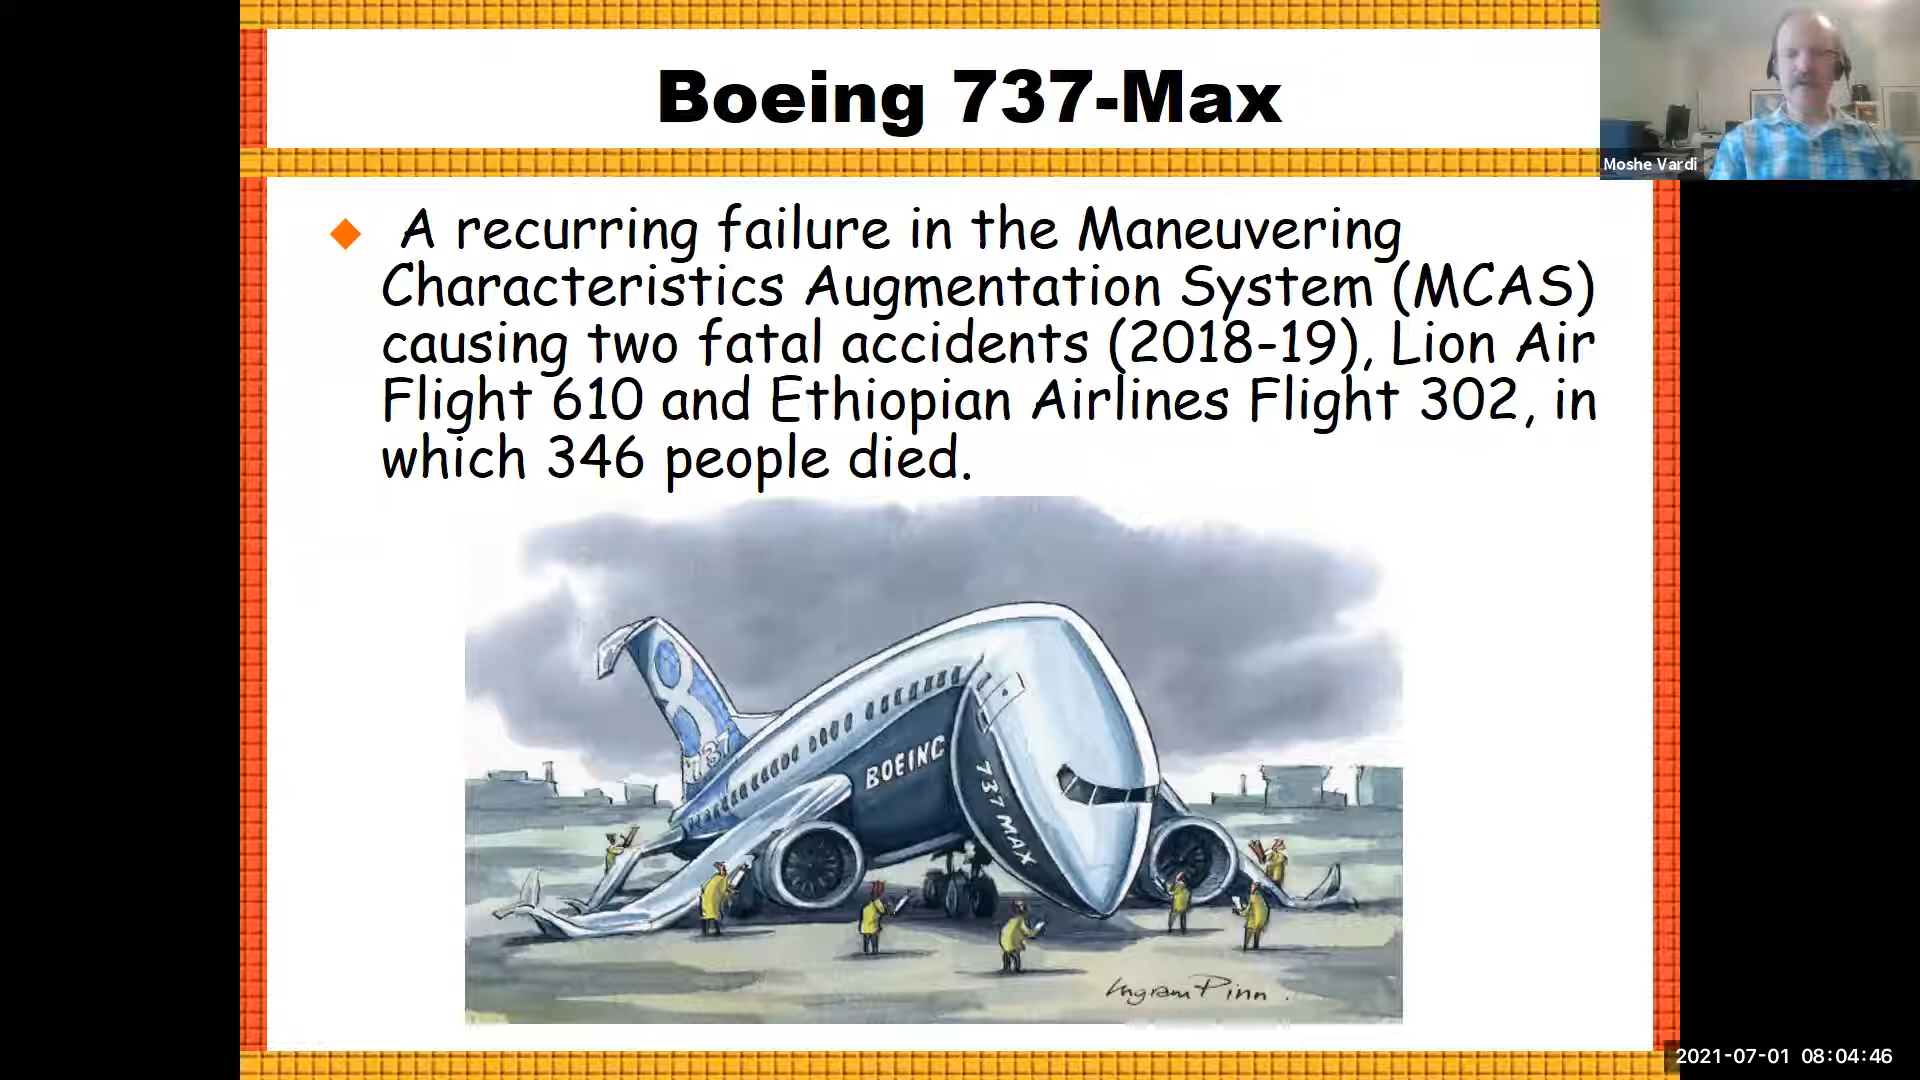 Boeing 737-Max
Moshe Vardi
A recurring failure in the Maneuvering
Characteristics Augmentation System (MCAS)
causing two fatal accidents (2018-19), Lion Air
Flight 610 and Ethiopian Airlines Flight 302, in
which 346 people died.
8
737
BOEING
737 MAX
Ingram Pinn
2021-07-01 08:04:46